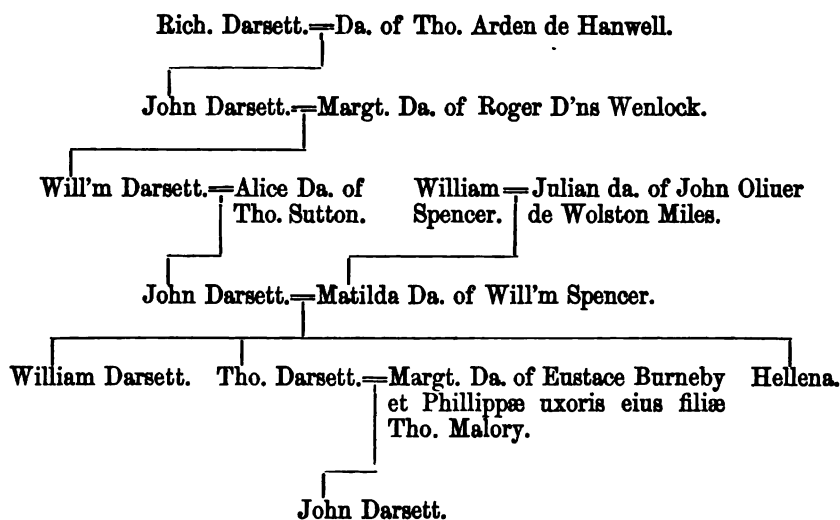 Rich. Darsett.=Da. of Tho. Arden de Hanwell.
John Darsett.=Margt. Da. of Roger D'ns Wenlock.
Will'm Darsett.=Alice Da. of Tho. Sutton.
William Spencer.=Julian da. of John Oliuer de Wolston Miles.
John Darsett.=Matilda Da. of Will'm Spencer.
William Darsett.
Tho. Darsett.=Margt. Da. of Eustace Burneby
et Phillippæ uxoris eius filiæ
Tho. Malory.
Hellena.
John Darsett.